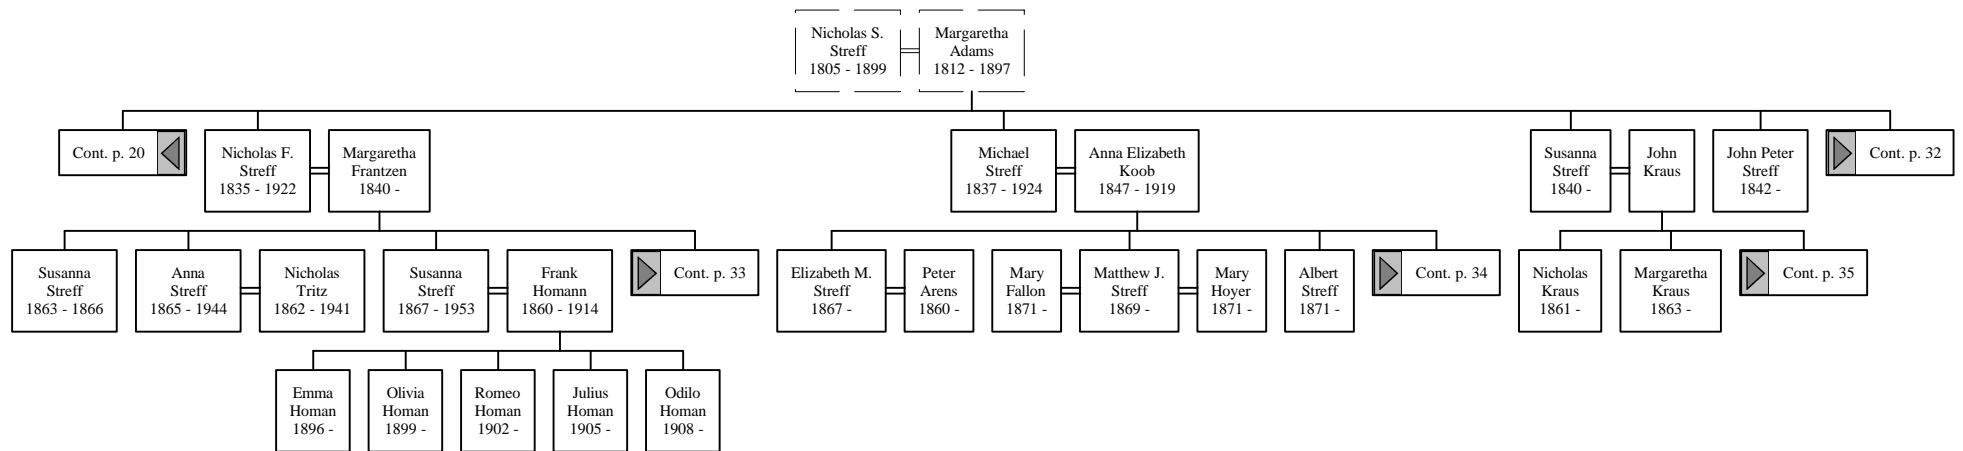 Nicholas S.
Streff
1805 - 1899
Margaretha
Adams
1812 - 1897
Cont. p. 20
Nicholas F.
Streff
1835 - 1922
Margaretha
Frantzen
1840 -
Michael
Streff
1837 - 1924
Anna Elizabeth
Koob
1847 - 1919
Susanna
Streff
1840 -
John
Kraus
John Peter
Streff
1842 -
Cont. p. 32
Susanna
Streff
1863 - 1866
Anna
Streff
1865 - 1944
Nicholas
Tritz
1862 - 1941
Susanna
Streff
1867 - 1953
Frank
Homann
1860 - 1914
Cont. p. 33
Elizabeth M.
Streff
1867 -
Peter
Arens
1860 -
Mary
Fallon
1871 -
Matthew J.
Streff
1869 -
Mary
Hoyer
1871 -
Albert
Streff
1871 -
Cont. p. 34
Nicholas
Kraus
1861 -
Margaretha
Kraus
1863 -
Cont. p. 35
Emma
Homan
1896 -
Olivia
Homan
1899 -
Romeo
Homan
1902 -
Julius
Homan
1905 -
Odilo
Homan
1908 -